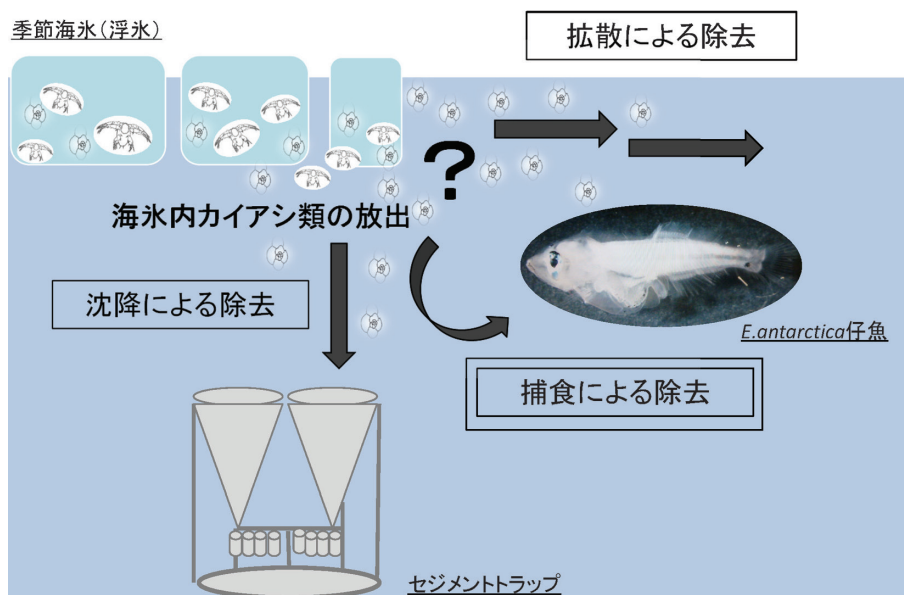 季節海氷(浮氷)
拡散による除去
?
海氷内カイアシ類の放出
沈降による除去
E.antarctica仔魚
捕食による除去
セジメントトラップ